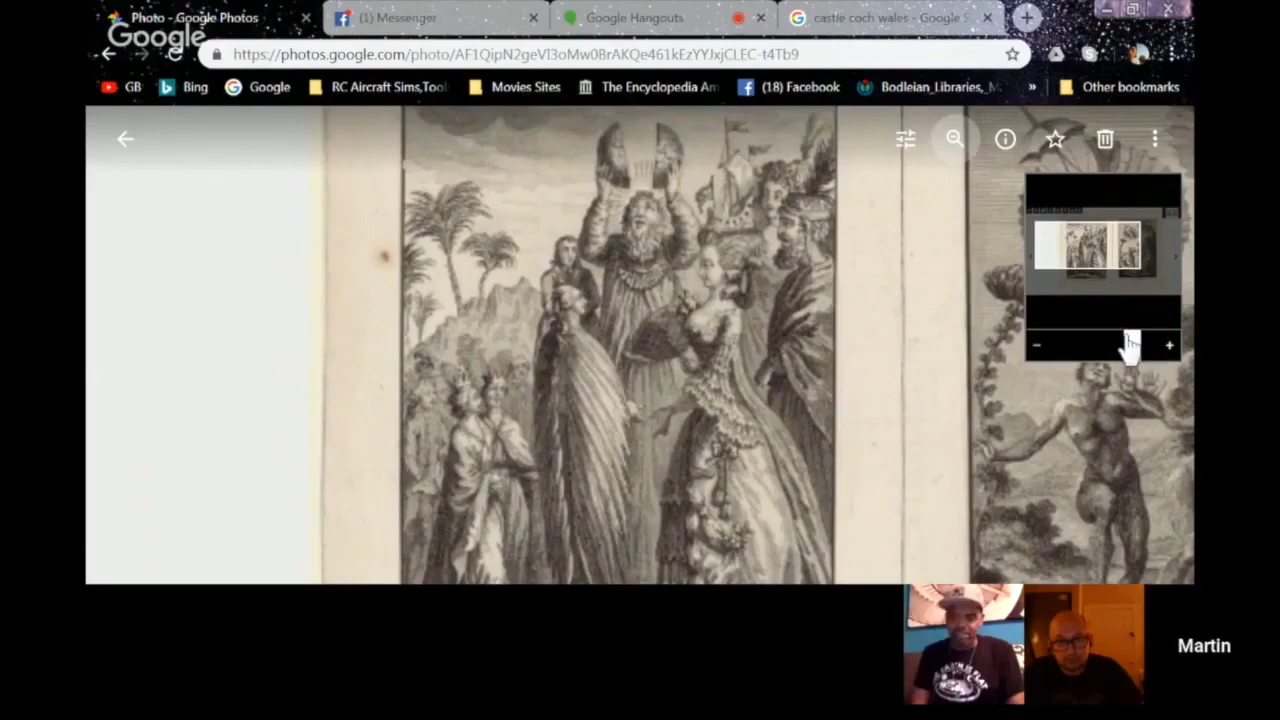 Photo - Google Photos
(1) Messenger
Google Hangouts
castle coch wales - Google S
Google
https://photos.google.com/photo/AF1QipN2geVI3oMw0BrAKQe461kEzYYJxjCLEC-t4Tb9
GB
Bing
Google
RC Aircraft Sims,Tool
Movies Sites
The Encyclopedia Am
(18) Facebook
Bodleian_Libraries,_M
»
Other bookmarks
Martin